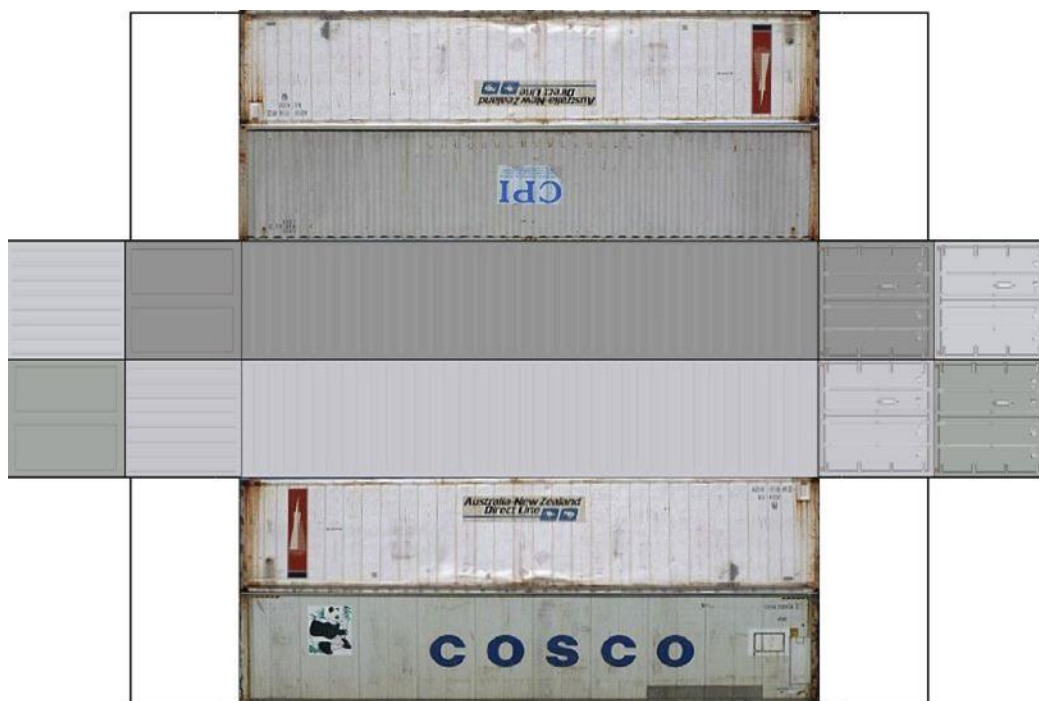 Australia-New Zealand
Direct Line
CPI
Australia-New Zealand
Direct Line
COSCO